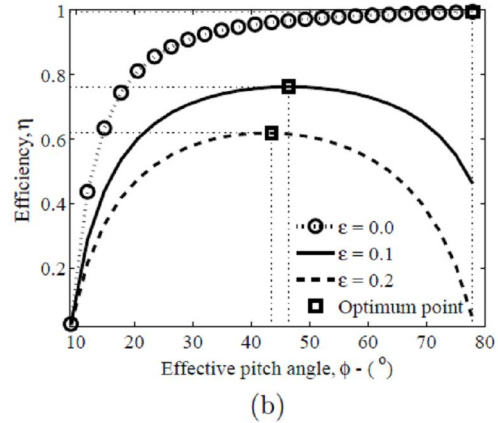 1
0.8
0.6
0.4
0.2
Efficiency, η
ε = 0.0
ε = 0.1
ε = 0.2
Optimum point
10 20 30 40 50 60 70 80
Effective pitch angle, ϕ - (°)
(b)